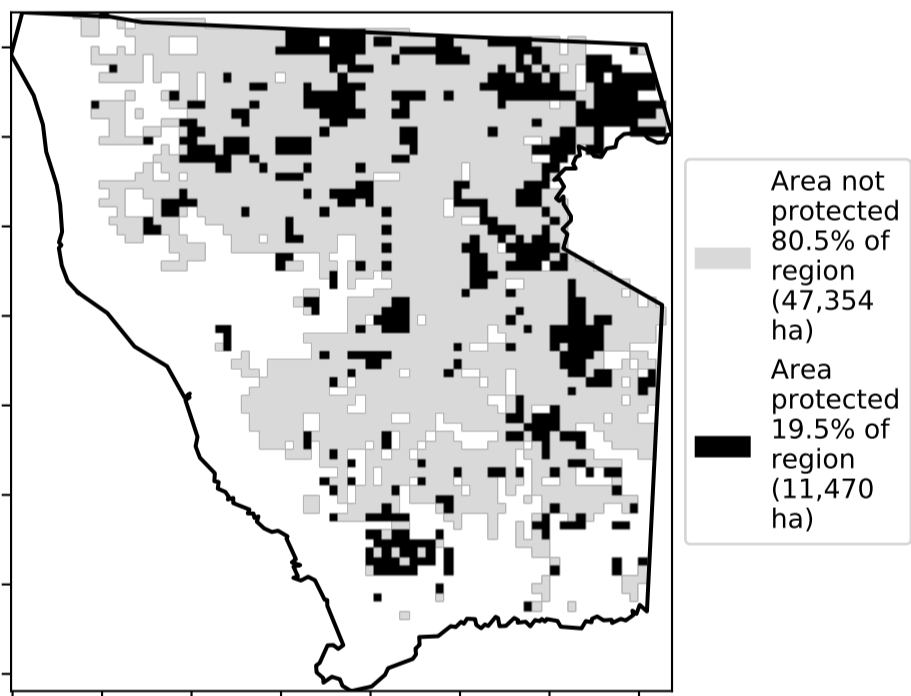 Area not
protected
80.5% of
region
(47,354
ha)
Area
protected
19.5% of
region
(11,470
ha)